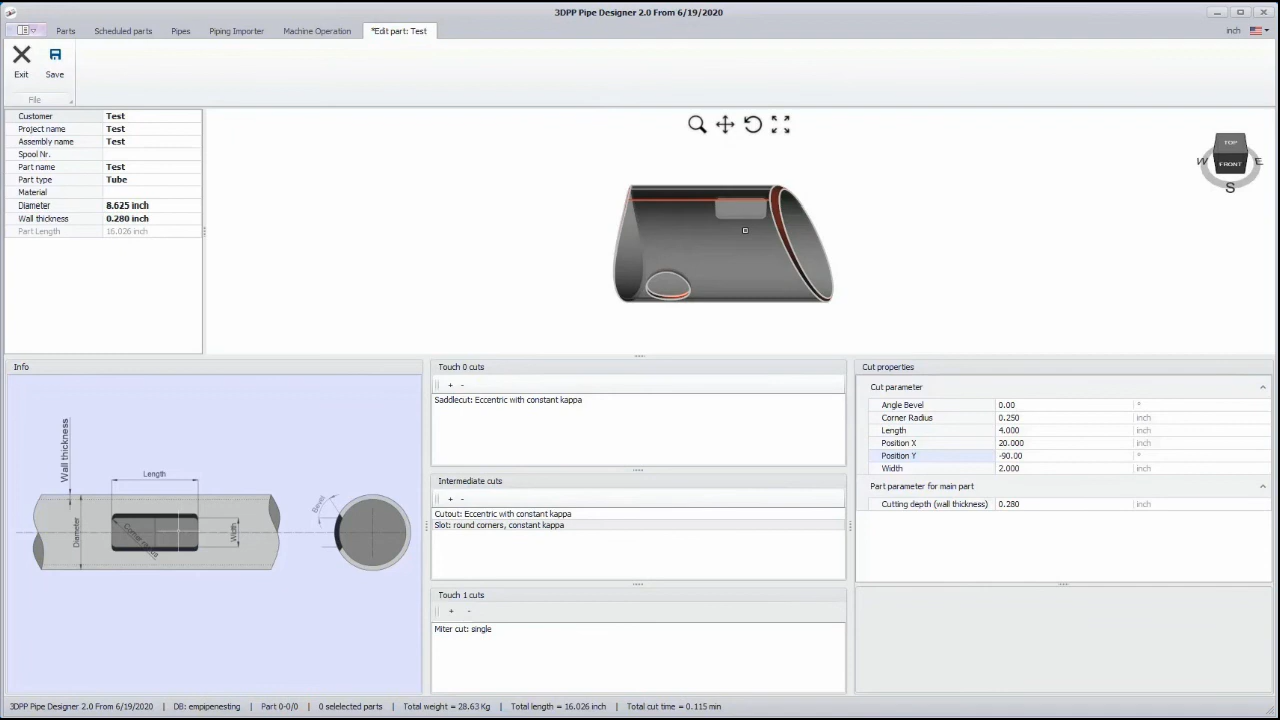 3DPP Pipe Designer 2.0 From 6/19/2020
Parts Scheduled parts Pipes Piping Importer Machine Operation *Edit part: Test inch
Exit Save
File
Customer Test
Project name Test
Assembly name Test
Spool Nr.
Part name Test
Part type Tube
Material
Diameter 8.625 inch
Wall thickness 0.280 inch
Part Length 16.026 inch
TOP
W FRONT E
S
Info
Wall thickness
Length
Diameter
Corner radius
Width
Bevel
Touch 0 cuts
+ -
Saddlecut: Eccentric with constant kappa
Intermediate cuts
+ -
Cutout: Eccentric with constant kappa
Slot: round corners, constant kappa
Touch 1 cuts
+ -
Miter cut: single
Cut properties
Cut parameter
Angle Bevel 0.00 °
Corner Radius 0.250 inch
Length 4.000 inch
Position X 20.000 inch
Position Y -90.00 °
Width 2.000 inch
Part parameter for main part
Cutting depth (wall thickness) 0.280 inch
3DPP Pipe Designer 2.0 From 6/19/2020 | DB: empipenesting | Part 0-0/0 | 0 selelected parts | Total weight = 28.63 Kg | Total length = 16.026 inch | Total cut time = 0.115 min